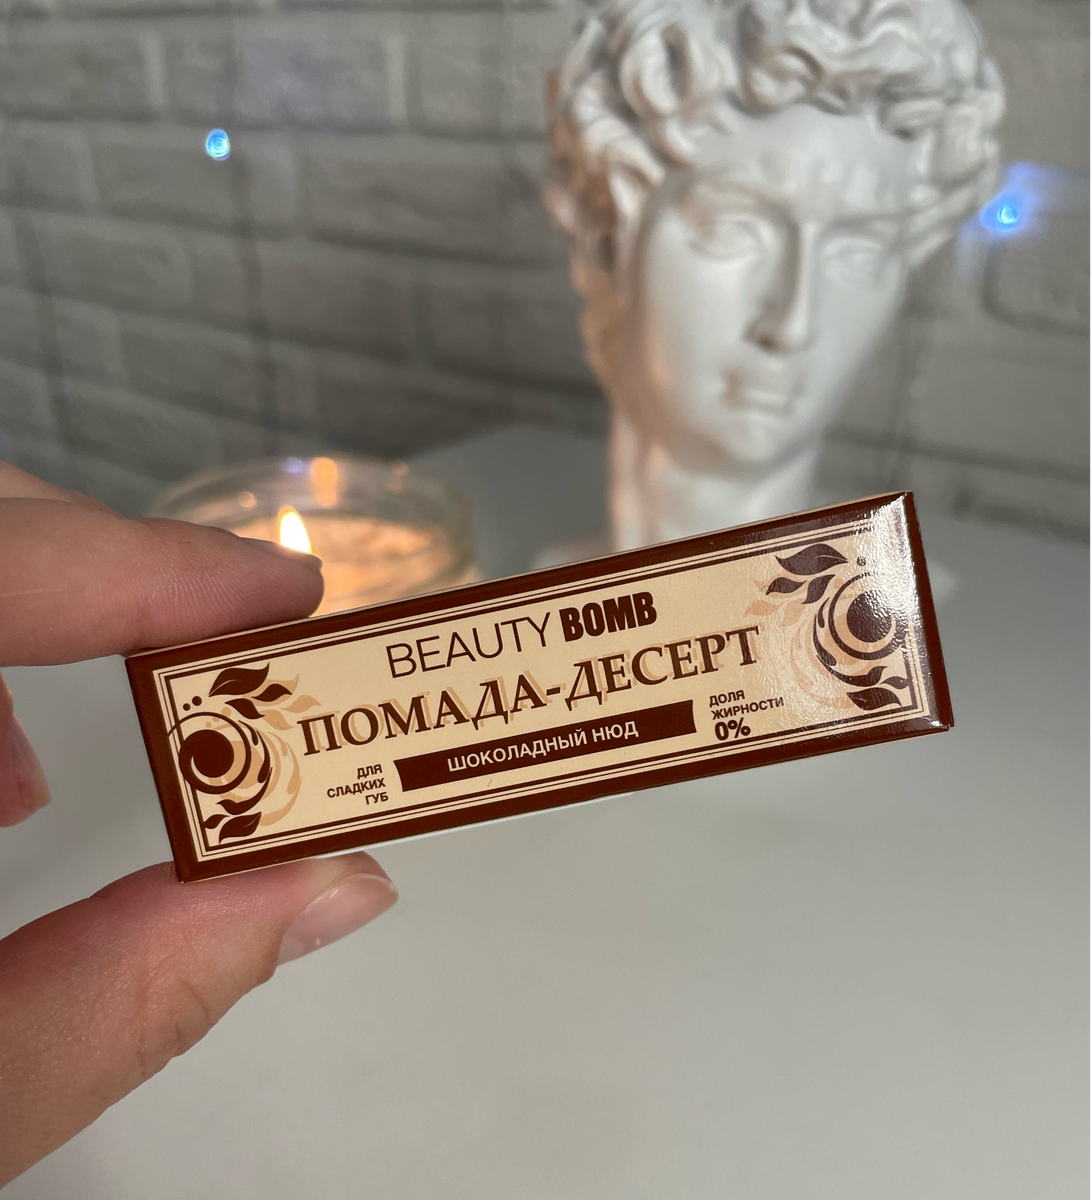 BEAUTY BOMB
ПОМАДА-ДЕСЕРТ
ДЛЯ
СЛАДКИХ
ГУБ
ШОКОЛАДНЫЙ НЮД
ДОЛЯ
ЖИРНОСТИ
0%